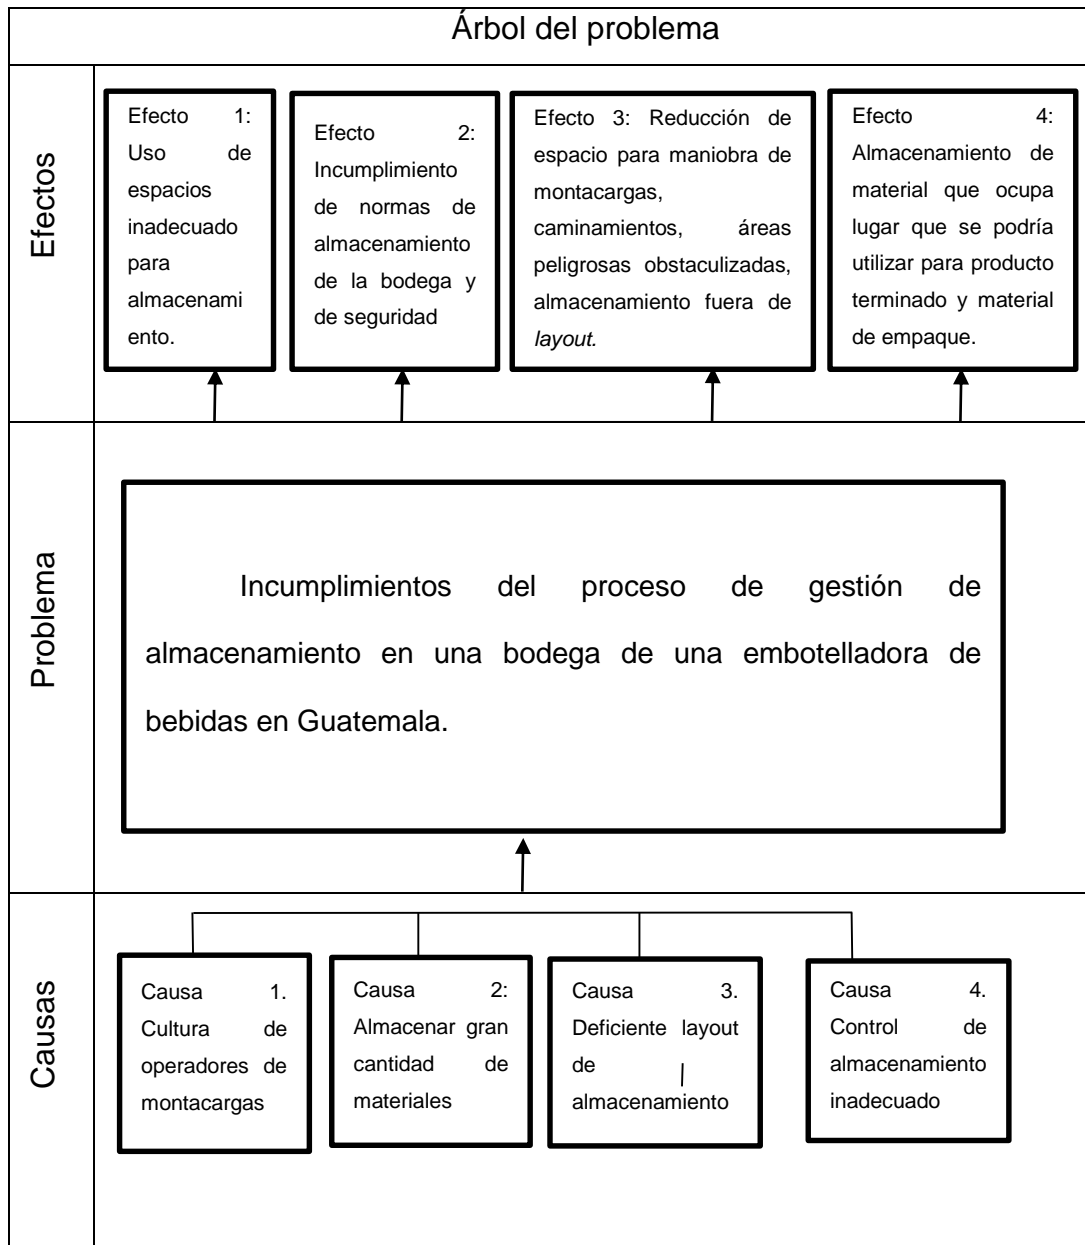 Árbol del problema
Efectos
Efecto 1:
Uso de
espacios
inadecuado
para
almacenami
ento.
Efecto 2:
Incumplimiento
de normas de
almacenamiento
de la bodega y
de seguridad
Efecto 3: Reducción de
espacio para maniobra de
montacargas,
caminamientos, áreas
peligrosas obstaculizadas,
almacenamiento fuera de
layout.
Efecto 4:
Almacenamiento de
material que ocupa
lugar que se podría
utilizar para producto
terminado y material
de empaque.
Problema
Incumplimientos del proceso de gestión de
almacenamiento en una bodega de una embotelladora de
bebidas en Guatemala.
Causas
Causa 1.
Cultura de
operadores de
montacargas
Causa 2:
Almacenar gran
cantidad de
materiales
Causa 3.
Deficiente layout
de
almacenamiento
Causa 4.
Control de
almacenamiento
inadecuado